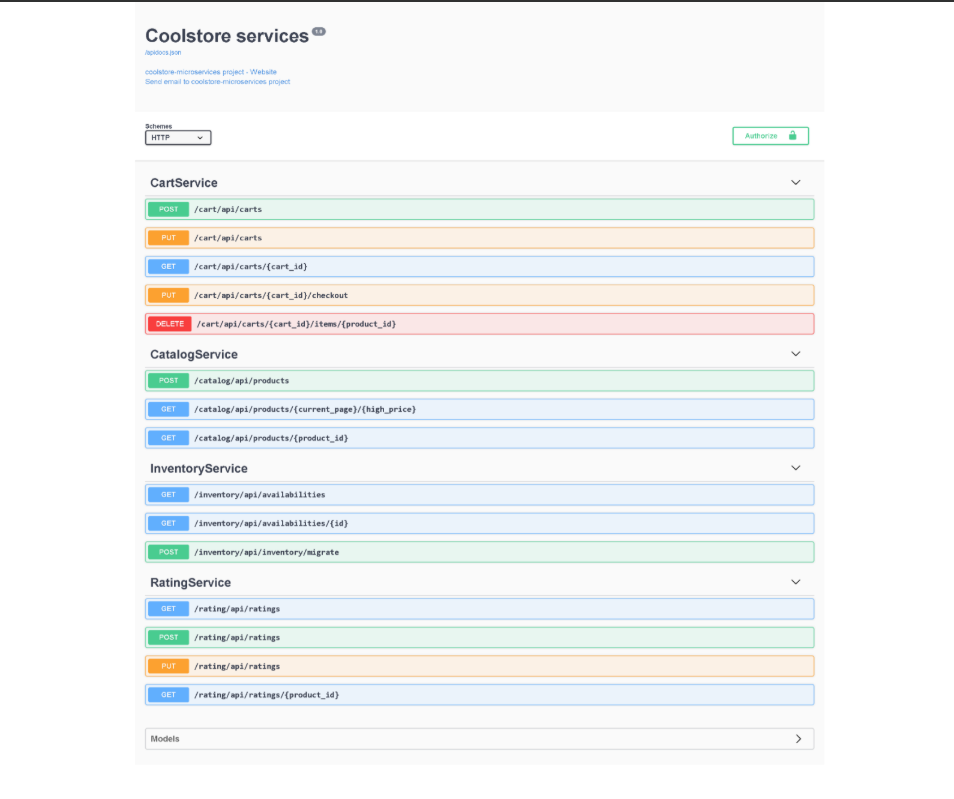 Coolstore services 1.0
/apidocs.json
coolstore-microservices project - Website
Send email to coolstore-microservices project
Schemes
HTTP
Authorize
CartService
POST /cart/api/carts
PUT /cart/api/carts
GET /cart/api/carts/{cart_id}
PUT /cart/api/carts/{cart_id}/checkout
DELETE /cart/api/carts/{cart_id}/items/{product_id}
CatalogService
POST /catalog/api/products
GET /catalog/api/products/{current_page}/{high_price}
GET /catalog/api/products/{product_id}
InventoryService
GET /inventory/api/availabilities
GET /inventory/api/availabilities/{id}
POST /inventory/api/inventory/migrate
RatingService
GET /rating/api/ratings
POST /rating/api/ratings
PUT /rating/api/ratings
GET /rating/api/ratings/{product_id}
Models